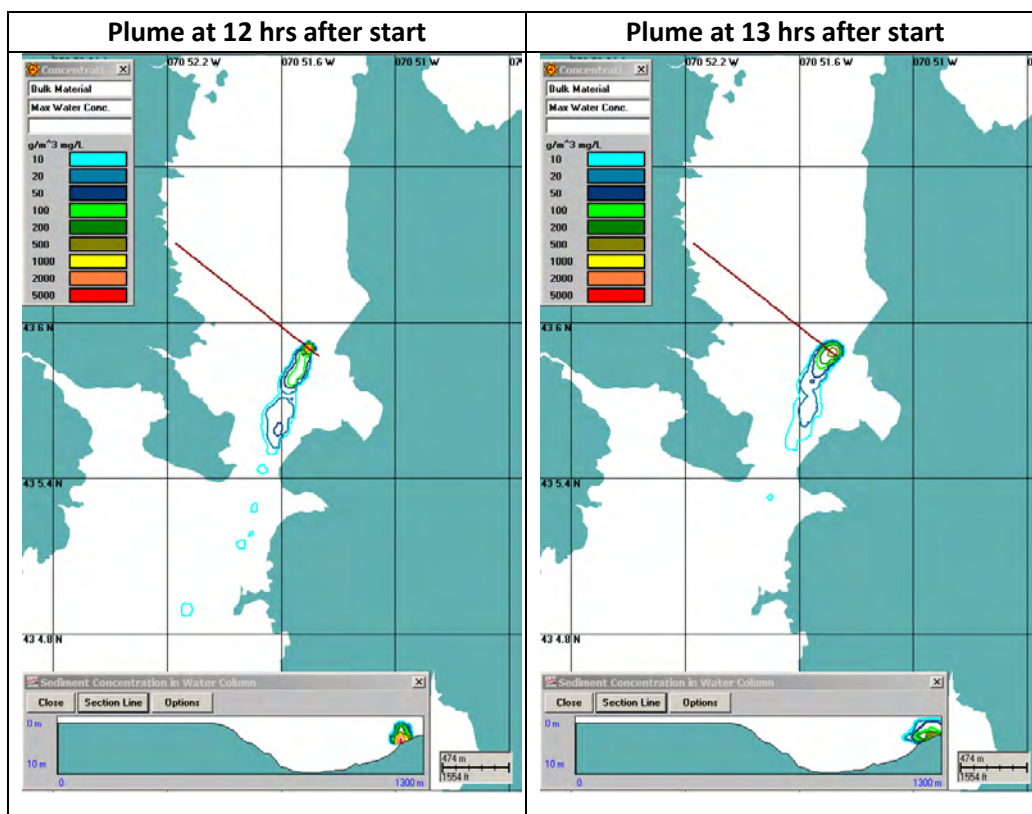 Plume at 12 hrs after start
Plume at 13 hrs after start
070 52.2 W
070 51.6 W
070 51 W
Concentrati...
Bulk Material
Max Water Conc.
g/m^3 mg/L
10
20
50
100
200
500
1000
2000
5000
43 6 N
43 5.4 N
43 4.8 N
Sediment Concentration in Water Column
Close
Section Line
Options
0 m
10 m
0
1300 m
474 m
1554 ft
070 52.2 W
070 51.6 W
070 51 W
Concentrati...
Bulk Material
Max Water Conc.
g/m^3 mg/L
10
20
50
100
200
500
1000
2000
5000
43 6 N
43 5.4 N
43 4.8 N
Sediment Concentration in Water Column
Close
Section Line
Options
0 m
10 m
0
1300 m
474 m
1554 ft